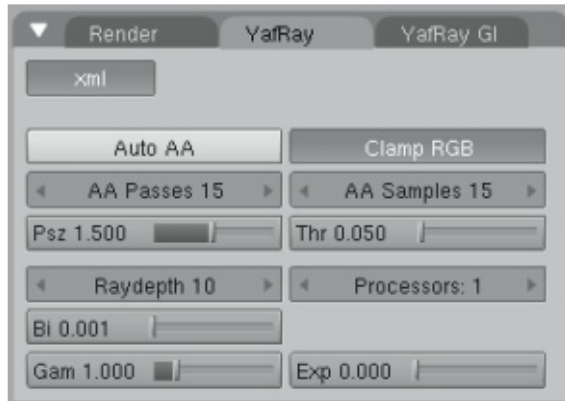 Render YafRay YafRay GI
xml
Auto AA Clamp RGB
AA Passes 15 AA Samples 15
Psz 1.500 Thr 0.050
Raydepth 10 Processors: 1
Bi 0.001
Gam 1.000 Exp 0.000